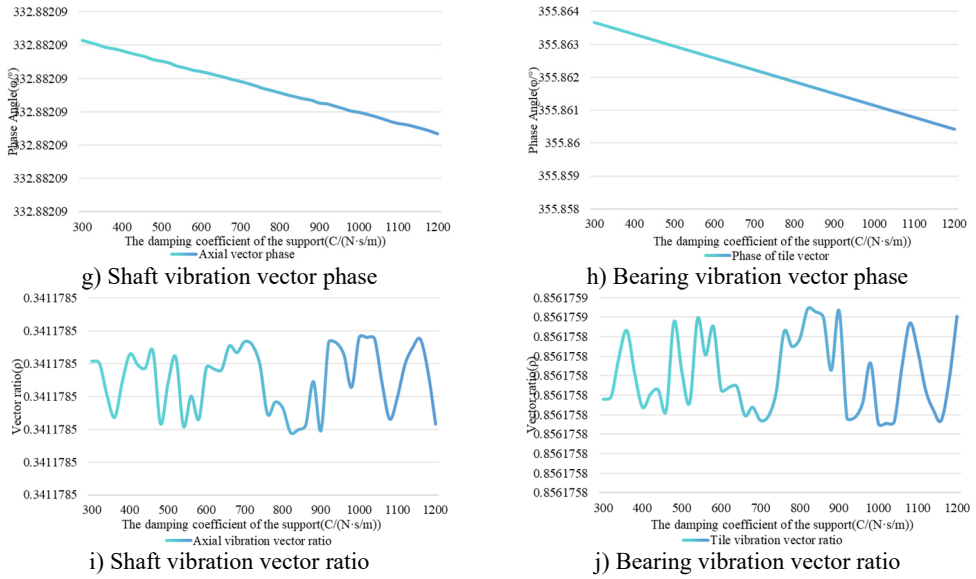 332.88209
332.88209
332.88209
332.88209
332.88209
332.88209
332.88209
Phase Angle(φ/°)
300 400 500 600 700 800 900 1000 1100 1200
The damping coefficient of the support(C/(N·s/m))
Axial vector phase
g) Shaft vibration vector phase
355.864
355.863
355.862
355.861
355.86
355.859
355.858
Phase Angle(φ/°)
300 400 500 600 700 800 900 1000 1100 1200
The damping coefficient of the support(C/(N·s/m))
Phase of tile vector
h) Bearing vibration vector phase
0.3411785
0.3411785
0.3411785
0.3411785
0.3411785
0.3411785
0.3411785
Vector ratio(ρ)
300 400 500 600 700 800 900 1000 1100 1200
The damping coefficient of the support(C/(N·s/m))
Axial vibration vector ratio
i) Shaft vibration vector ratio
0.8561759
0.8561759
0.8561758
0.8561758
0.8561758
0.8561758
0.8561758
0.8561758
0.8561758
0.8561758
0.8561758
Vector ratio(ρ)
300 400 500 600 700 800 900 1000 1100 1200
The damping coefficient of the support(C/(N·s/m))
Tile vibration vector ratio
j) Bearing vibration vector ratio